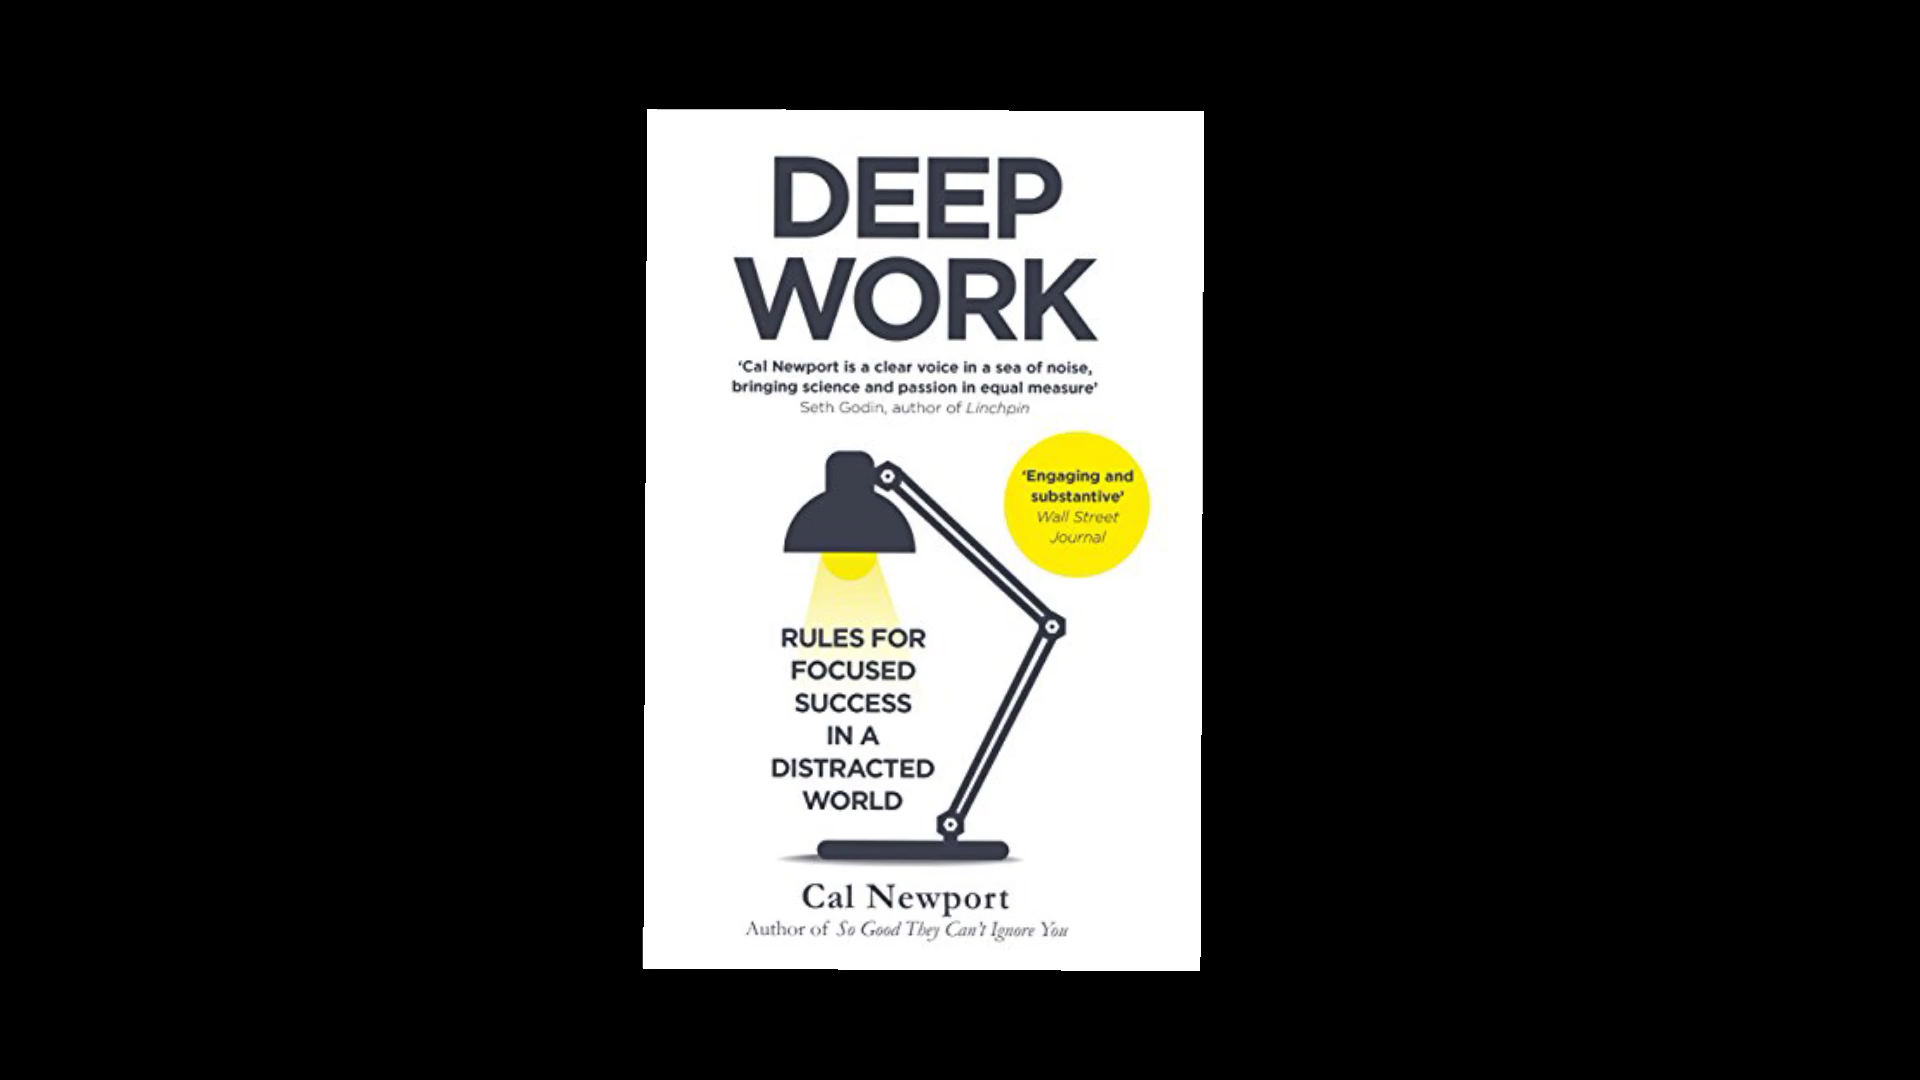 DEEP
WORK
‘Cal Newport is a clear voice in a sea of noise,
bringing science and passion in equal measure’
Seth Godin, author of Linchpin
‘Engaging and
substantive’
Wall Street
Journal
RULES FOR
FOCUSED
SUCCESS
IN A
DISTRACTED
WORLD
Cal Newport
Author of So Good They Can’t Ignore You